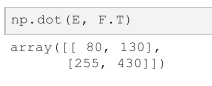 np.dot(E, F.T)
array([[ 80, 130],
       [255, 430]])